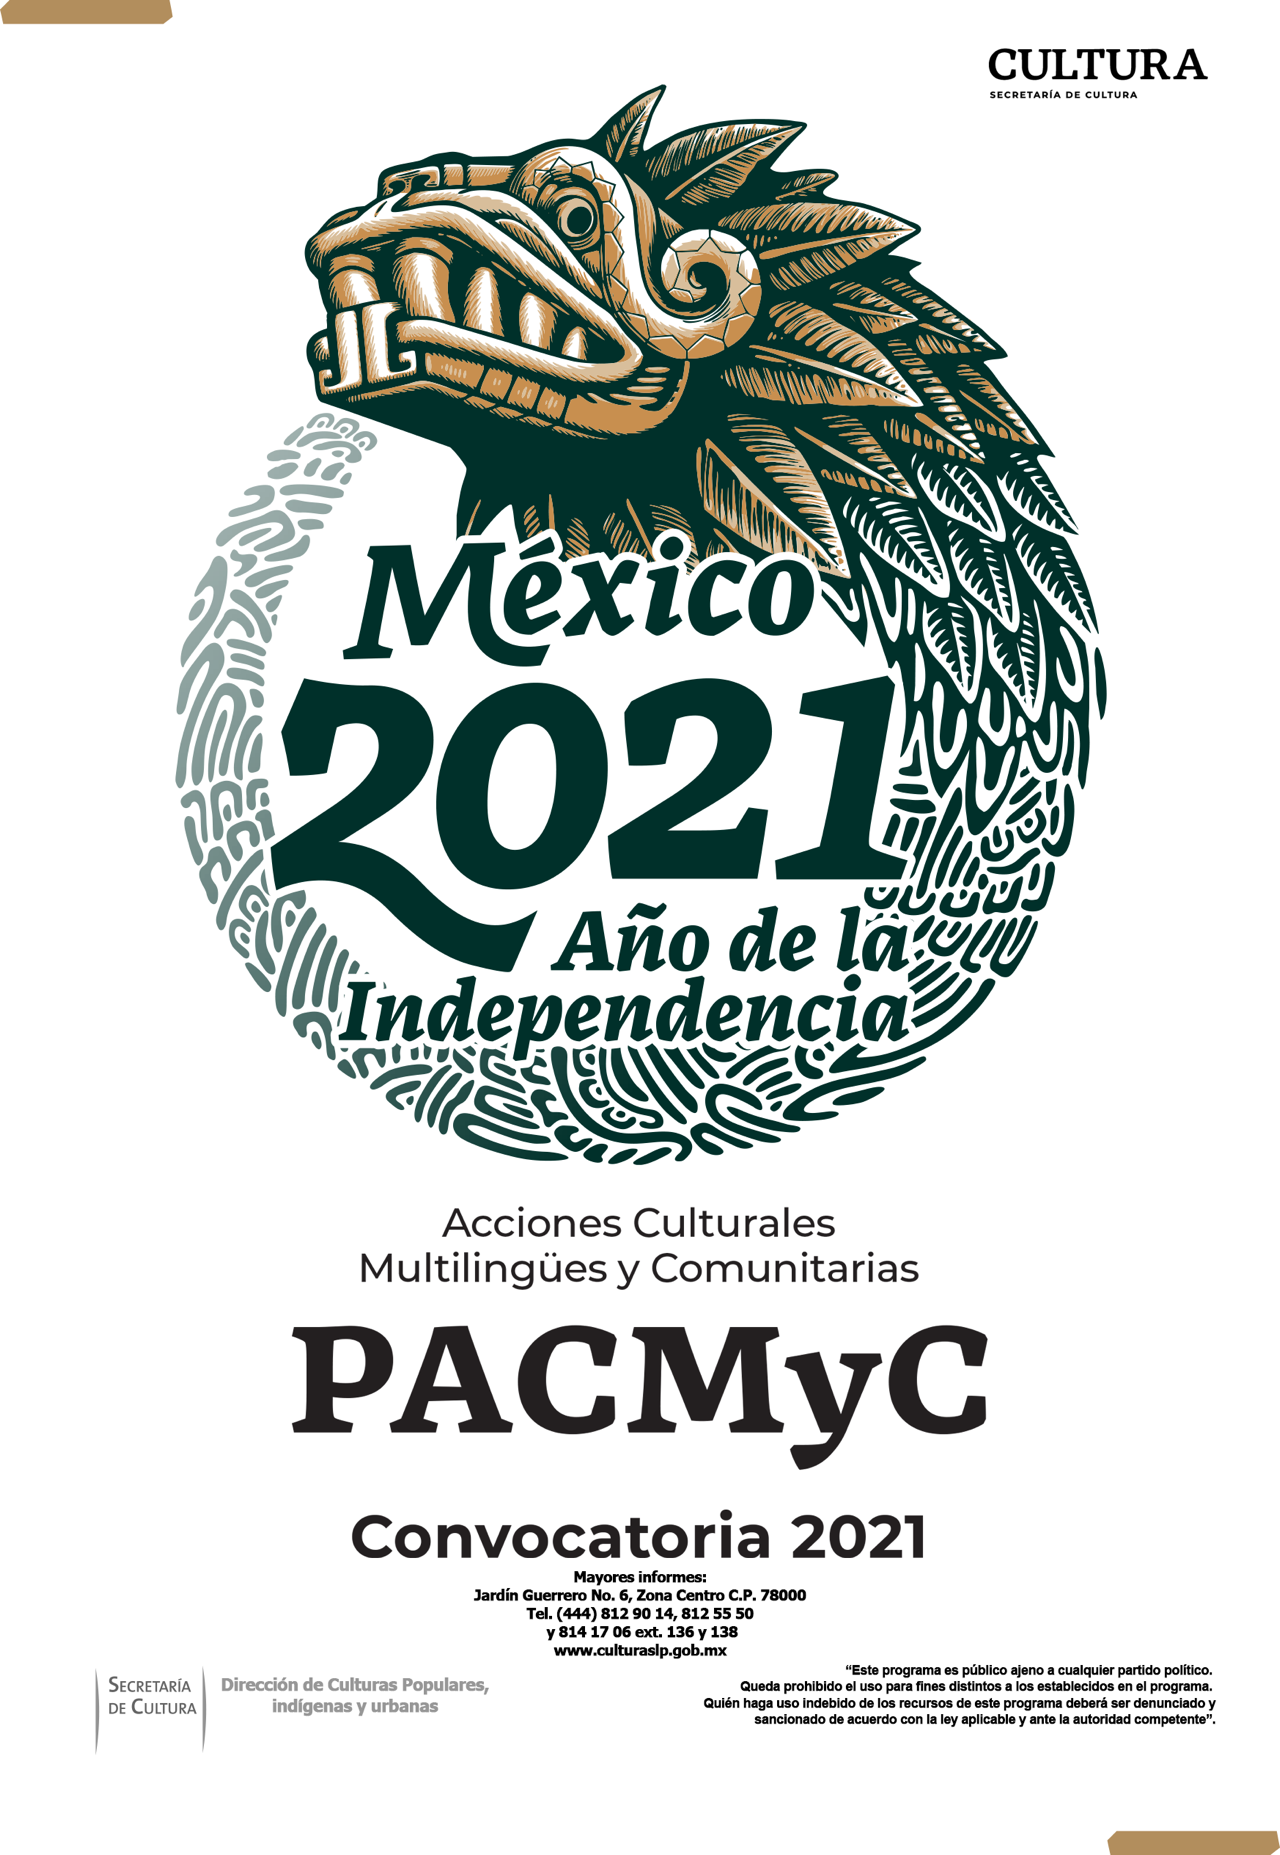 CULTURA
SECRETARÍA DE CULTURA
México
2021
Año de la
Independencia
Acciones Culturales
Multilingües y Comunitarias
PACMyC
Convocatoria 2021
Mayores informes:
Jardín Guerrero No. 6, Zona Centro C.P. 78000
Tel. (444) 812 90 14, 812 55 50
y 814 17 06 ext. 136 y 138
www.culturaslp.gob.mx
SECRETARÍA
DE CULTURA
Dirección de Culturas Populares,
indígenas y urbanas
“Este programa es público ajeno a cualquier partido político.
Queda prohibido el uso para fines distintos a los establecidos en el programa.
Quién haga uso indebido de los recursos de este programa deberá ser denunciado y
sancionado de acuerdo con la ley aplicable y ante la autoridad competente”.